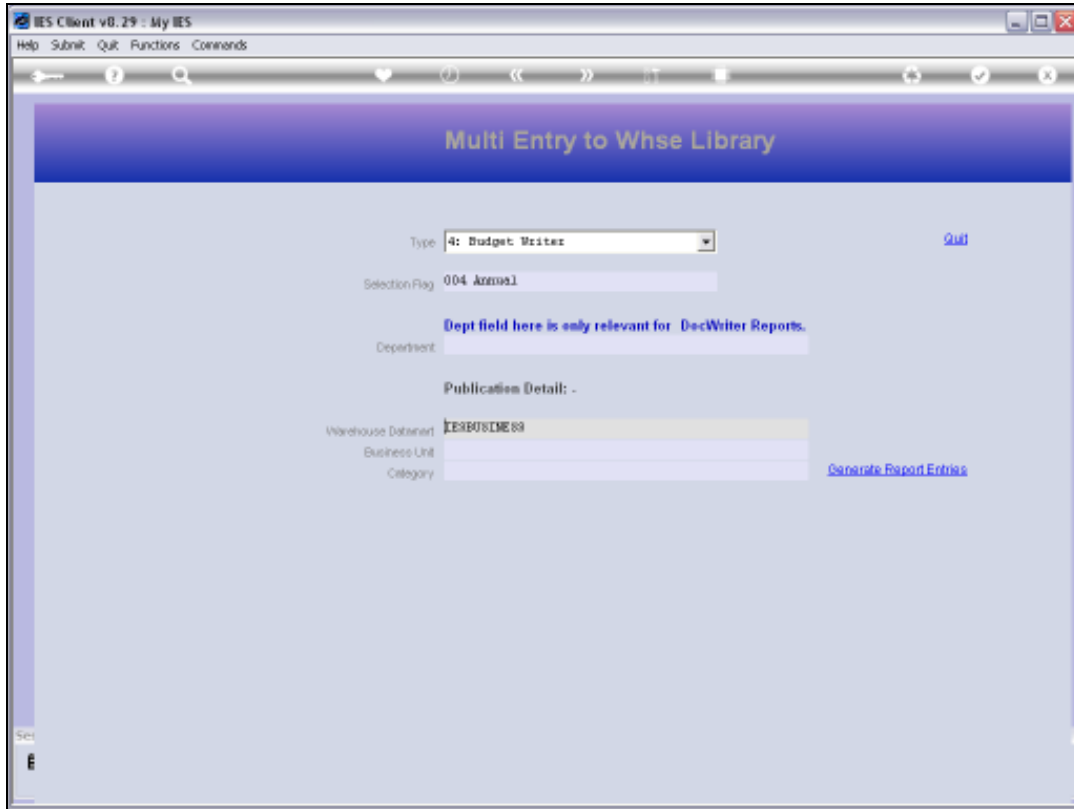 IES Client v8.29 : My IES
Help Submit Quit Functions Commands
Multi Entry to Whse Library
Type 4: Budget Writer Quit
Selection Flag 004 Annual
Dept field here is only relevant for DocWriter Reports.
Department
Publication Detail: -
Warehouse Datamart IESBUSINESS
Business Unit
Category Generate Report Entries